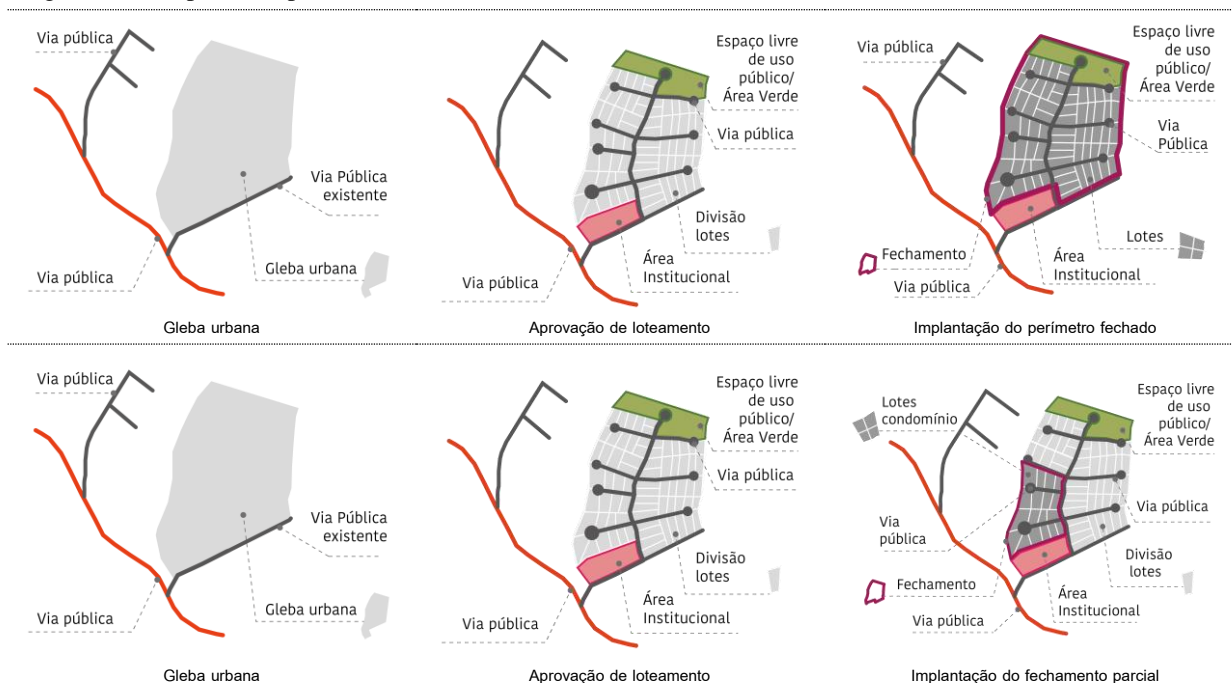 Via pública
Via Pública
existente
Gleba urbana
Via pública
Gleba urbana
Via pública
Espaço livre
de uso
público/
Área Verde
Via pública
Divisão
lotes
Área
Institucional
Via pública
Aprovação de loteamento
Via pública
Espaço livre
de uso
público/
Área Verde
Via
Pública
Lotes
Fechamento
Área
Institucional
Via pública
Implantação do perímetro fechado
Via pública
Via Pública
existente
Gleba urbana
Via pública
Gleba urbana
Via pública
Espaço livre
de uso
público/
Área Verde
Via pública
Divisão
lotes
Área
Institucional
Via pública
Aprovação de loteamento
Lotes
condomínio
Espaço livre
de uso
público/
Área Verde
Via pública
Via
pública
Divisão
lotes
Fechamento
Área
Institucional
Via pública
Implantação do fechamento parcial